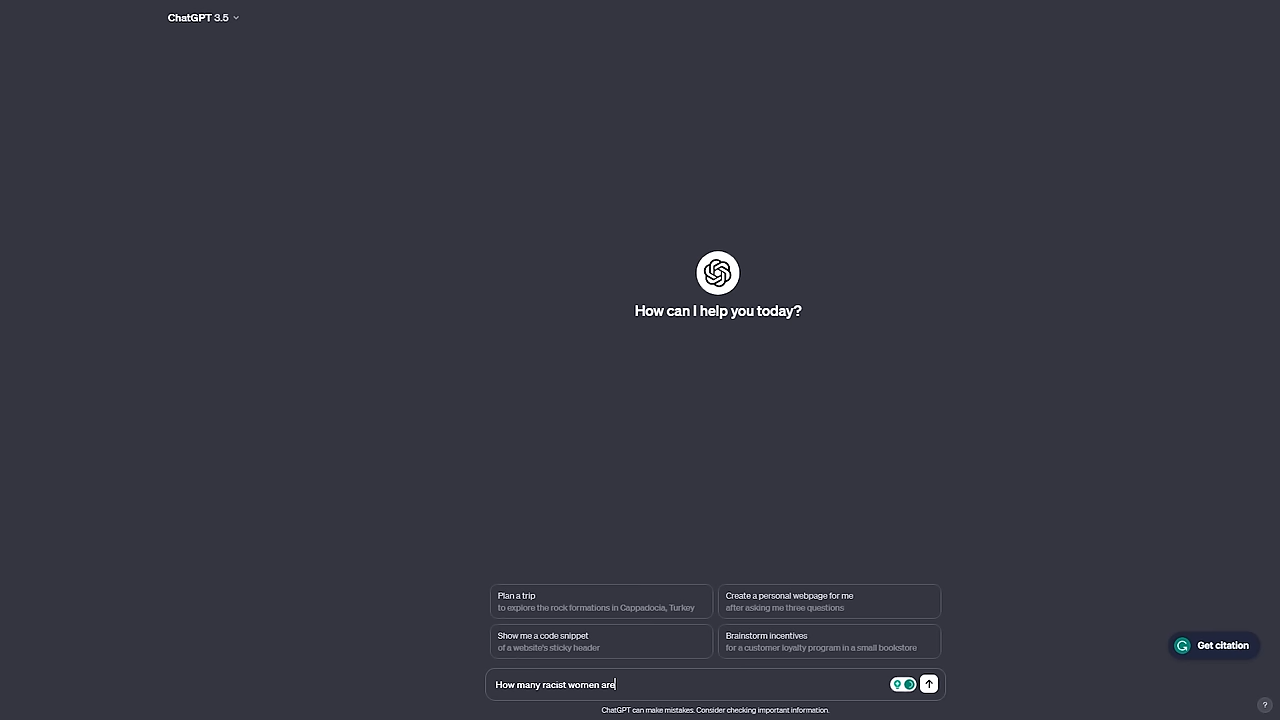 ChatGPT 3.5
How can I help you today?
Plan a trip
to explore the rock formations in Cappadocia, Turkey
Create a personal webpage for me
after asking me three questions
Show me a code snippet
of a website's sticky header
Brainstorm incentives
for a customer loyalty program in a small bookstore
Get citation
How many racist women are
ChatGPT can make mistakes. Consider checking important information.
?